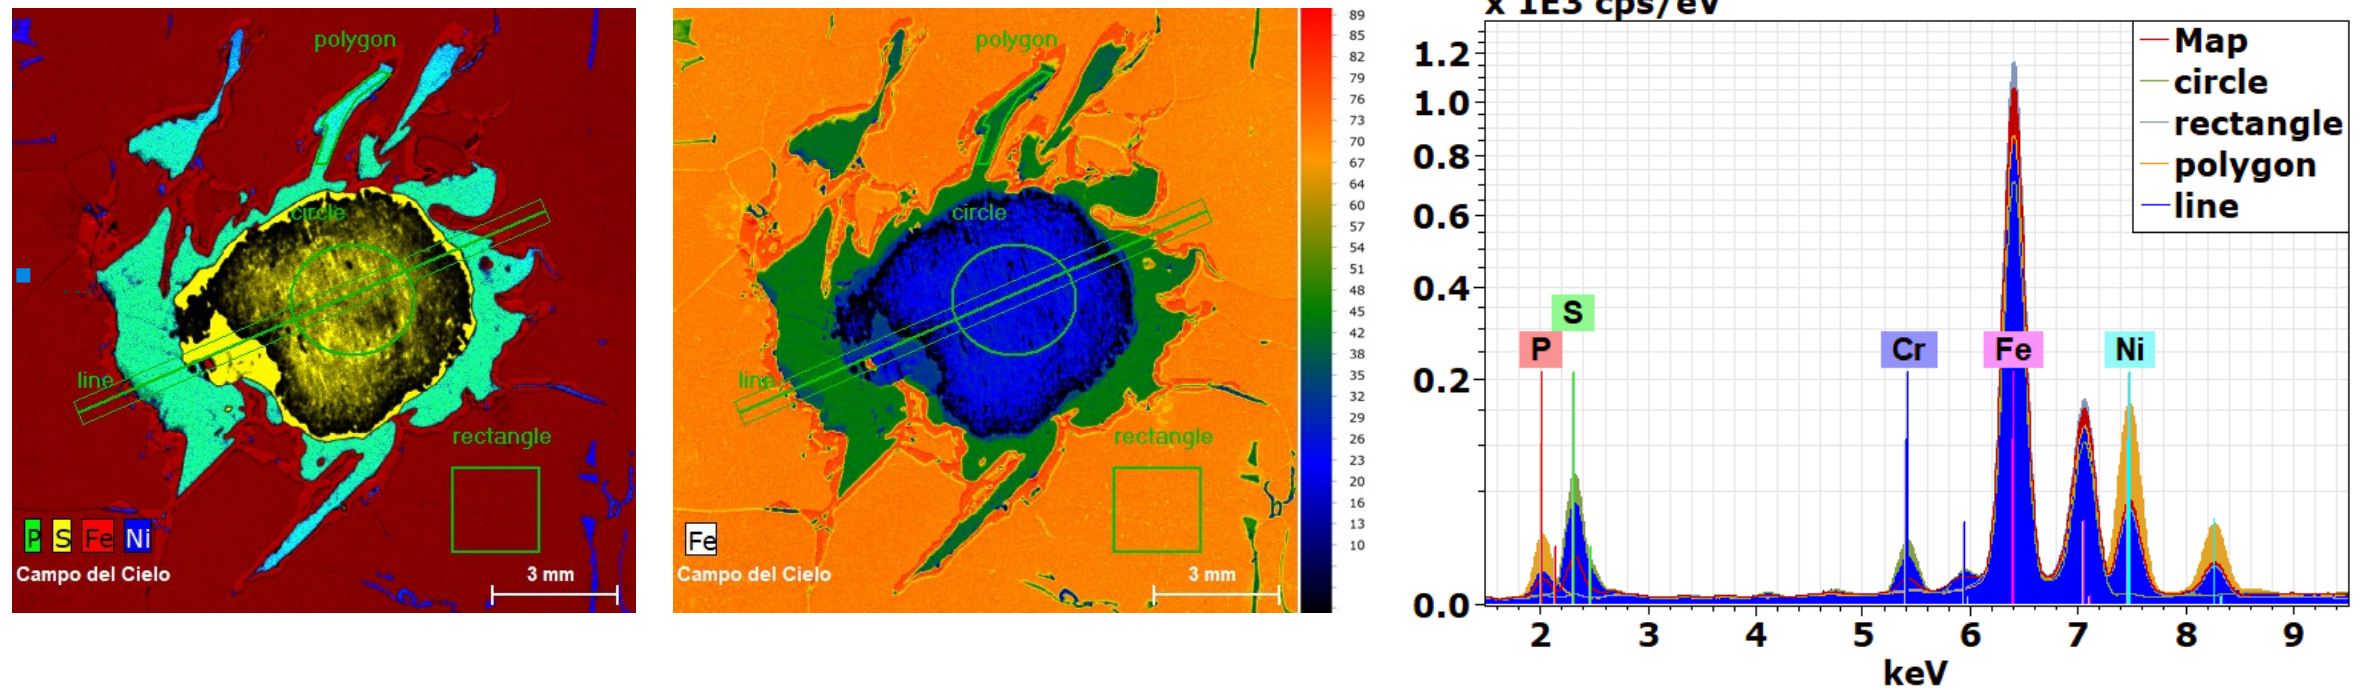 polygon
circle
line
rectangle
P S Fe Ni
Campo del Cielo
3 mm
polygon
circle
line
rectangle
Fe
Campo del Cielo
3 mm
89
85
82
79
76
73
70
67
64
60
57
54
51
48
45
42
38
35
32
29
26
23
20
16
13
10
x 1E3 cps/eV
Map
circle
rectangle
polygon
line
1.2
1.0
0.8
0.6
0.4
0.2
0.0
S
P
Cr
Fe
Ni
2 3 4 5 6 7 8 9
keV